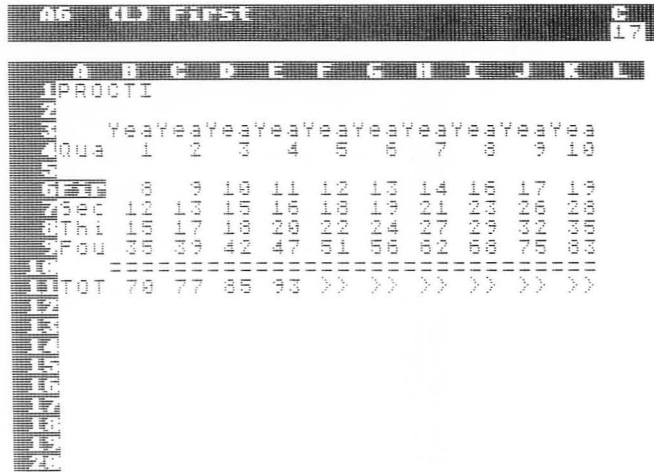 A6 (L) First C
17
A B C D E F G H I J K L
1PROCTI
2
3 YeaYeaYeaYeaYeaYeaYeaYeaYeaYea
4Qua 1 2 3 4 5 6 7 8 9 10
5
6Fir 8 9 10 11 12 13 14 16 17 19
7Sec 12 13 15 16 18 19 21 23 26 28
8Thi 15 17 18 20 22 24 27 29 32 35
9Fou 35 39 42 47 51 56 62 68 75 83
10 ==============================
11TOT 70 77 85 93 >> >> >> >> >> >>
12
13
14
15
16
17
18
19
20